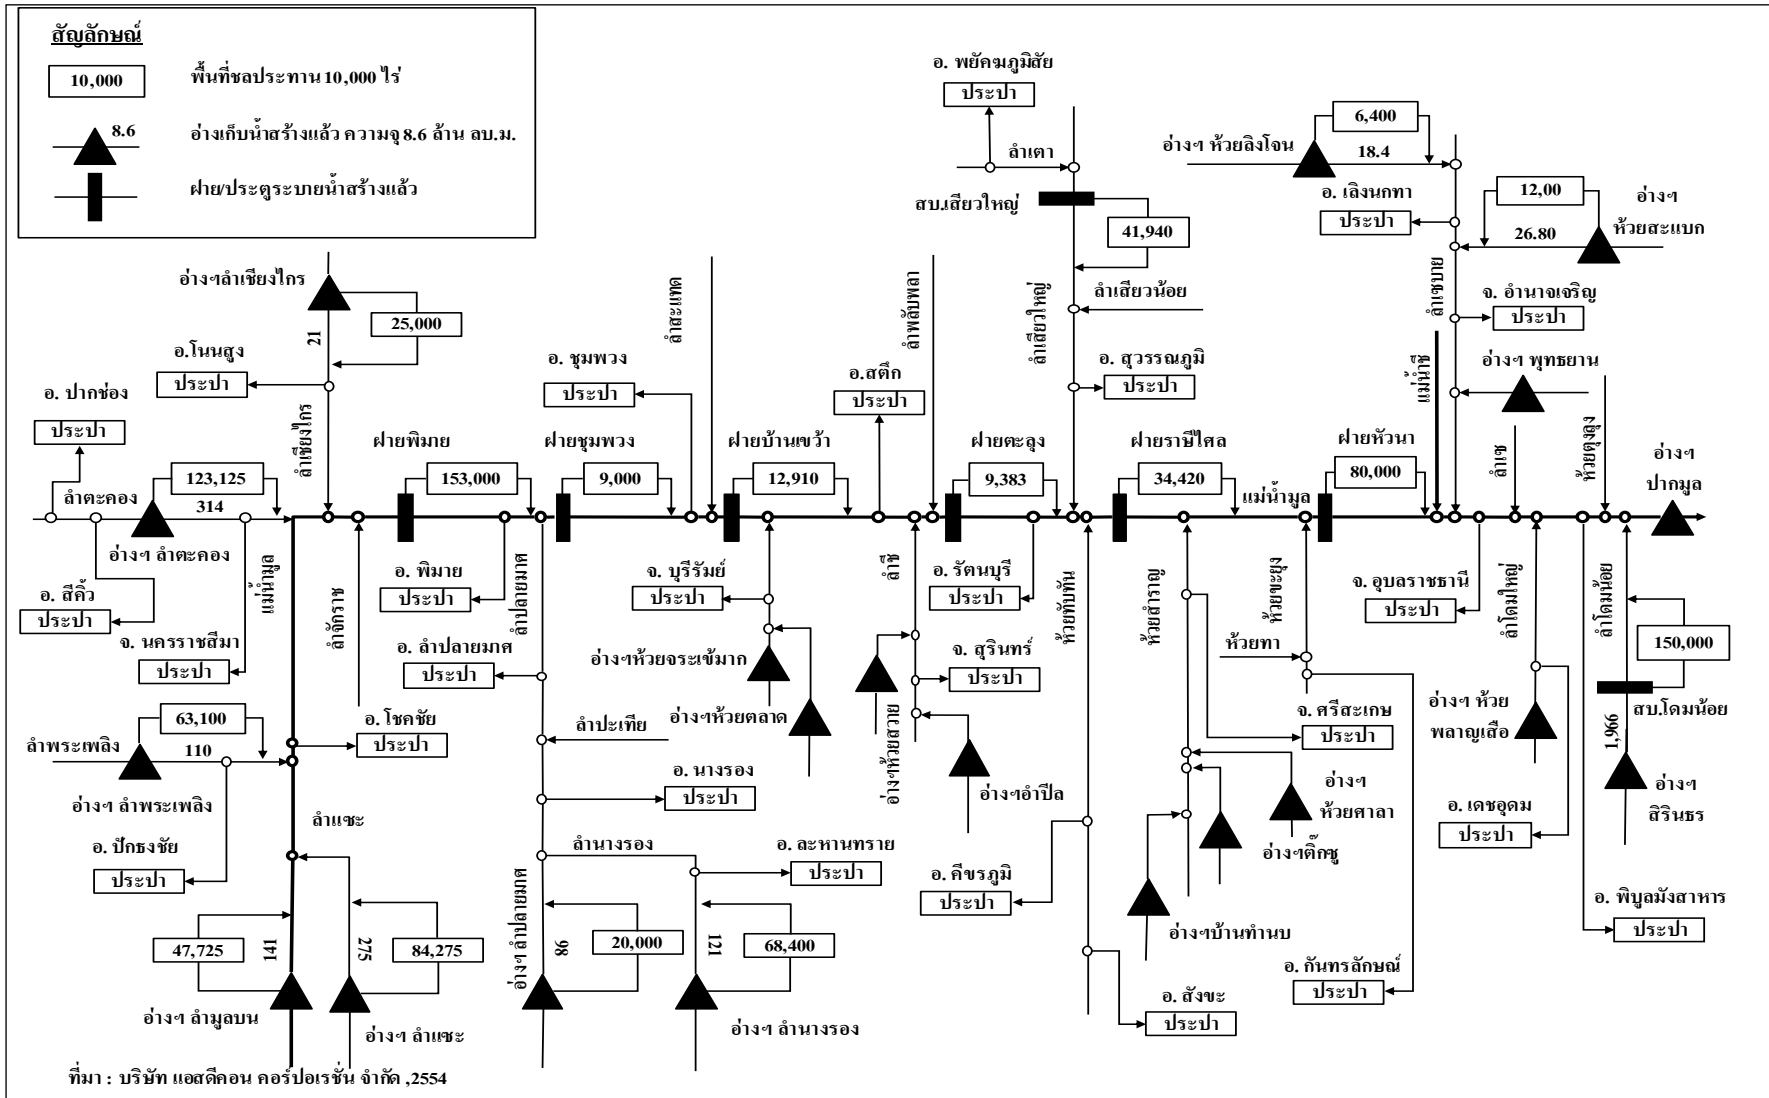 สัญลักษณ์
10,000
พื้นที่ชลประทาน 10,000 ไร่
8.6
อ่างเก็บน้ำสร้างแล้ว ความจุ 8.6 ล้าน ลบ.ม.
ฝาย/ประตูระบายน้ำสร้างแล้ว
อ. พยัคฆภูมิสัย
ประปา
ลำเตา
สบ.เสียวใหญ่
41,940
ลำเสียวน้อย
ลำเสียวใหญ่
อ. สุวรรณภูมิ
ประปา
อ่างฯ ห้วยลิงโจน
6,400
18.4
อ. เลิงนกทา
ประปา
12,00
26.80
อ่างฯ
ห้วยสะแบก
ลำเซบาย
จ. อำนาจเจริญ
ประปา
อ่างฯ พุทธยาน
แม่น้ำชี
ลำเซ
ห้วยตุงลุง
อ่างฯลำเชียงไกร
21
25,000
อ.โนนสูง
ประปา
ลำเชียงไกร
อ. ปากช่อง
ประปา
ลำตะคอง
123,125
314
อ่างฯ ลำตะคอง
อ. สีคิ้ว
ประปา
จ. นครราชสีมา
ประปา
แม่น้ำมูล
ลำจักราช
ฝายพิมาย
153,000
อ. พิมาย
ประปา
ฝายชุมพวง
9,000
อ. ชุมพวง
ประปา
ลำสะแทด
ฝายบ้านเขว้า
12,910
อ.สตึก
ประปา
ลำพลับพลา
ฝายตะลุง
9,383
ฝายราษีไศล
34,420
แม่น้ำมูล
ฝายหัวนา
80,000
อ่างฯ
ปากมูล
ลำปลายมาศ
อ. ลำปลายมาศ
ประปา
จ. บุรีรัมย์
ประปา
อ่างฯห้วยจระเข้มาก
อ่างฯห้วยตลาด
ลำชี
อ. รัตนบุรี
ประปา
จ. สุรินทร์
ประปา
อ่างฯอำปึล
ห้วยทับทัน
ห้วยสำราญ
ห้วยขะยุง
ห้วยทา
จ. ศรีสะเกษ
ประปา
จ. อุบลราชธานี
ประปา
ลำโดมใหญ่
ลำโดมน้อย
150,000
สบ.โดมน้อย
1,966
อ่างฯ
สิรินธร
อ่างฯ ห้วย
พลาญเสือ
อ. เดชอุดม
ประปา
อ. พิบูลมังสาหาร
ประปา
ลำพระเพลิง
63,100
110
อ่างฯ ลำพระเพลิง
อ. ปักธงชัย
ประปา
อ. โชคชัย
ประปา
ลำแซะ
47,725
141
อ่างฯ ลำมูลบน
275
84,275
อ่างฯ ลำแซะ
ลำปะเทีย
อ. นางรอง
ประปา
ลำนางรอง
อ. ละหานทราย
ประปา
อ่างฯ ลำปลายมาศ
98
20,000
121
68,400
อ่างฯ ลำนางรอง
อ. ศีขรภูมิ
ประปา
อ. สังขะ
ประปา
อ่างฯบ้านทำนบ
อ่างฯตึ๊กชู
อ่างฯ
ห้วยศาลา
อ. กันทรลักษณ์
ประปา
ที่มา : บริษัท แอสดีคอน คอร์ปอเรชั่น จำกัด ,2554